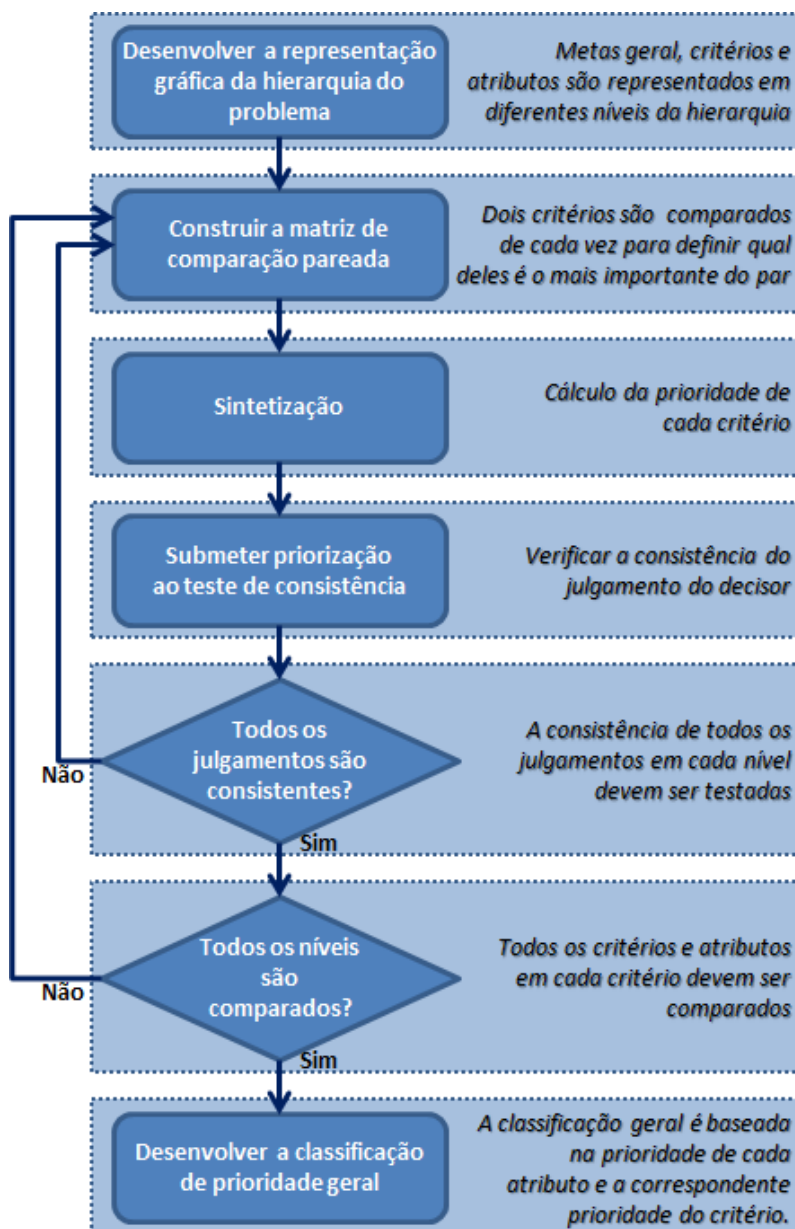 Desenvolver a representação
gráfica da hierarquia do
problema
Metas geral, critérios e
atributos são representados em
diferentes níveis da hierarquia
Construir a matriz de
comparação pareada
Dois critérios são comparados
de cada vez para definir qual
deles é o mais importante do par
Sintetização
Cálculo da prioridade de
cada critério
Submeter priorização
ao teste de consistência
Verificar a consistência do
julgamento do decisor
Todos os
julgamentos são
consistentes?
Não
Sim
A consistência de todos os
julgamentos em cada nível
devem ser testadas
Todos os níveis
são
comparados?
Não
Sim
Todos os critérios e atributos
em cada critério devem ser
comparados
Desenvolver a classificação
de prioridade geral
A classificação geral é baseada
na prioridade de cada
atributo e a correspondente
prioridade do critério.